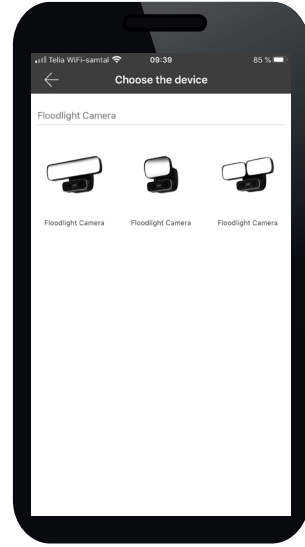 Telia WiFi-samtal 09:39 85 %
Choose the device
Floodlight Camera
Floodlight Camera Floodlight Camera Floodlight Camera